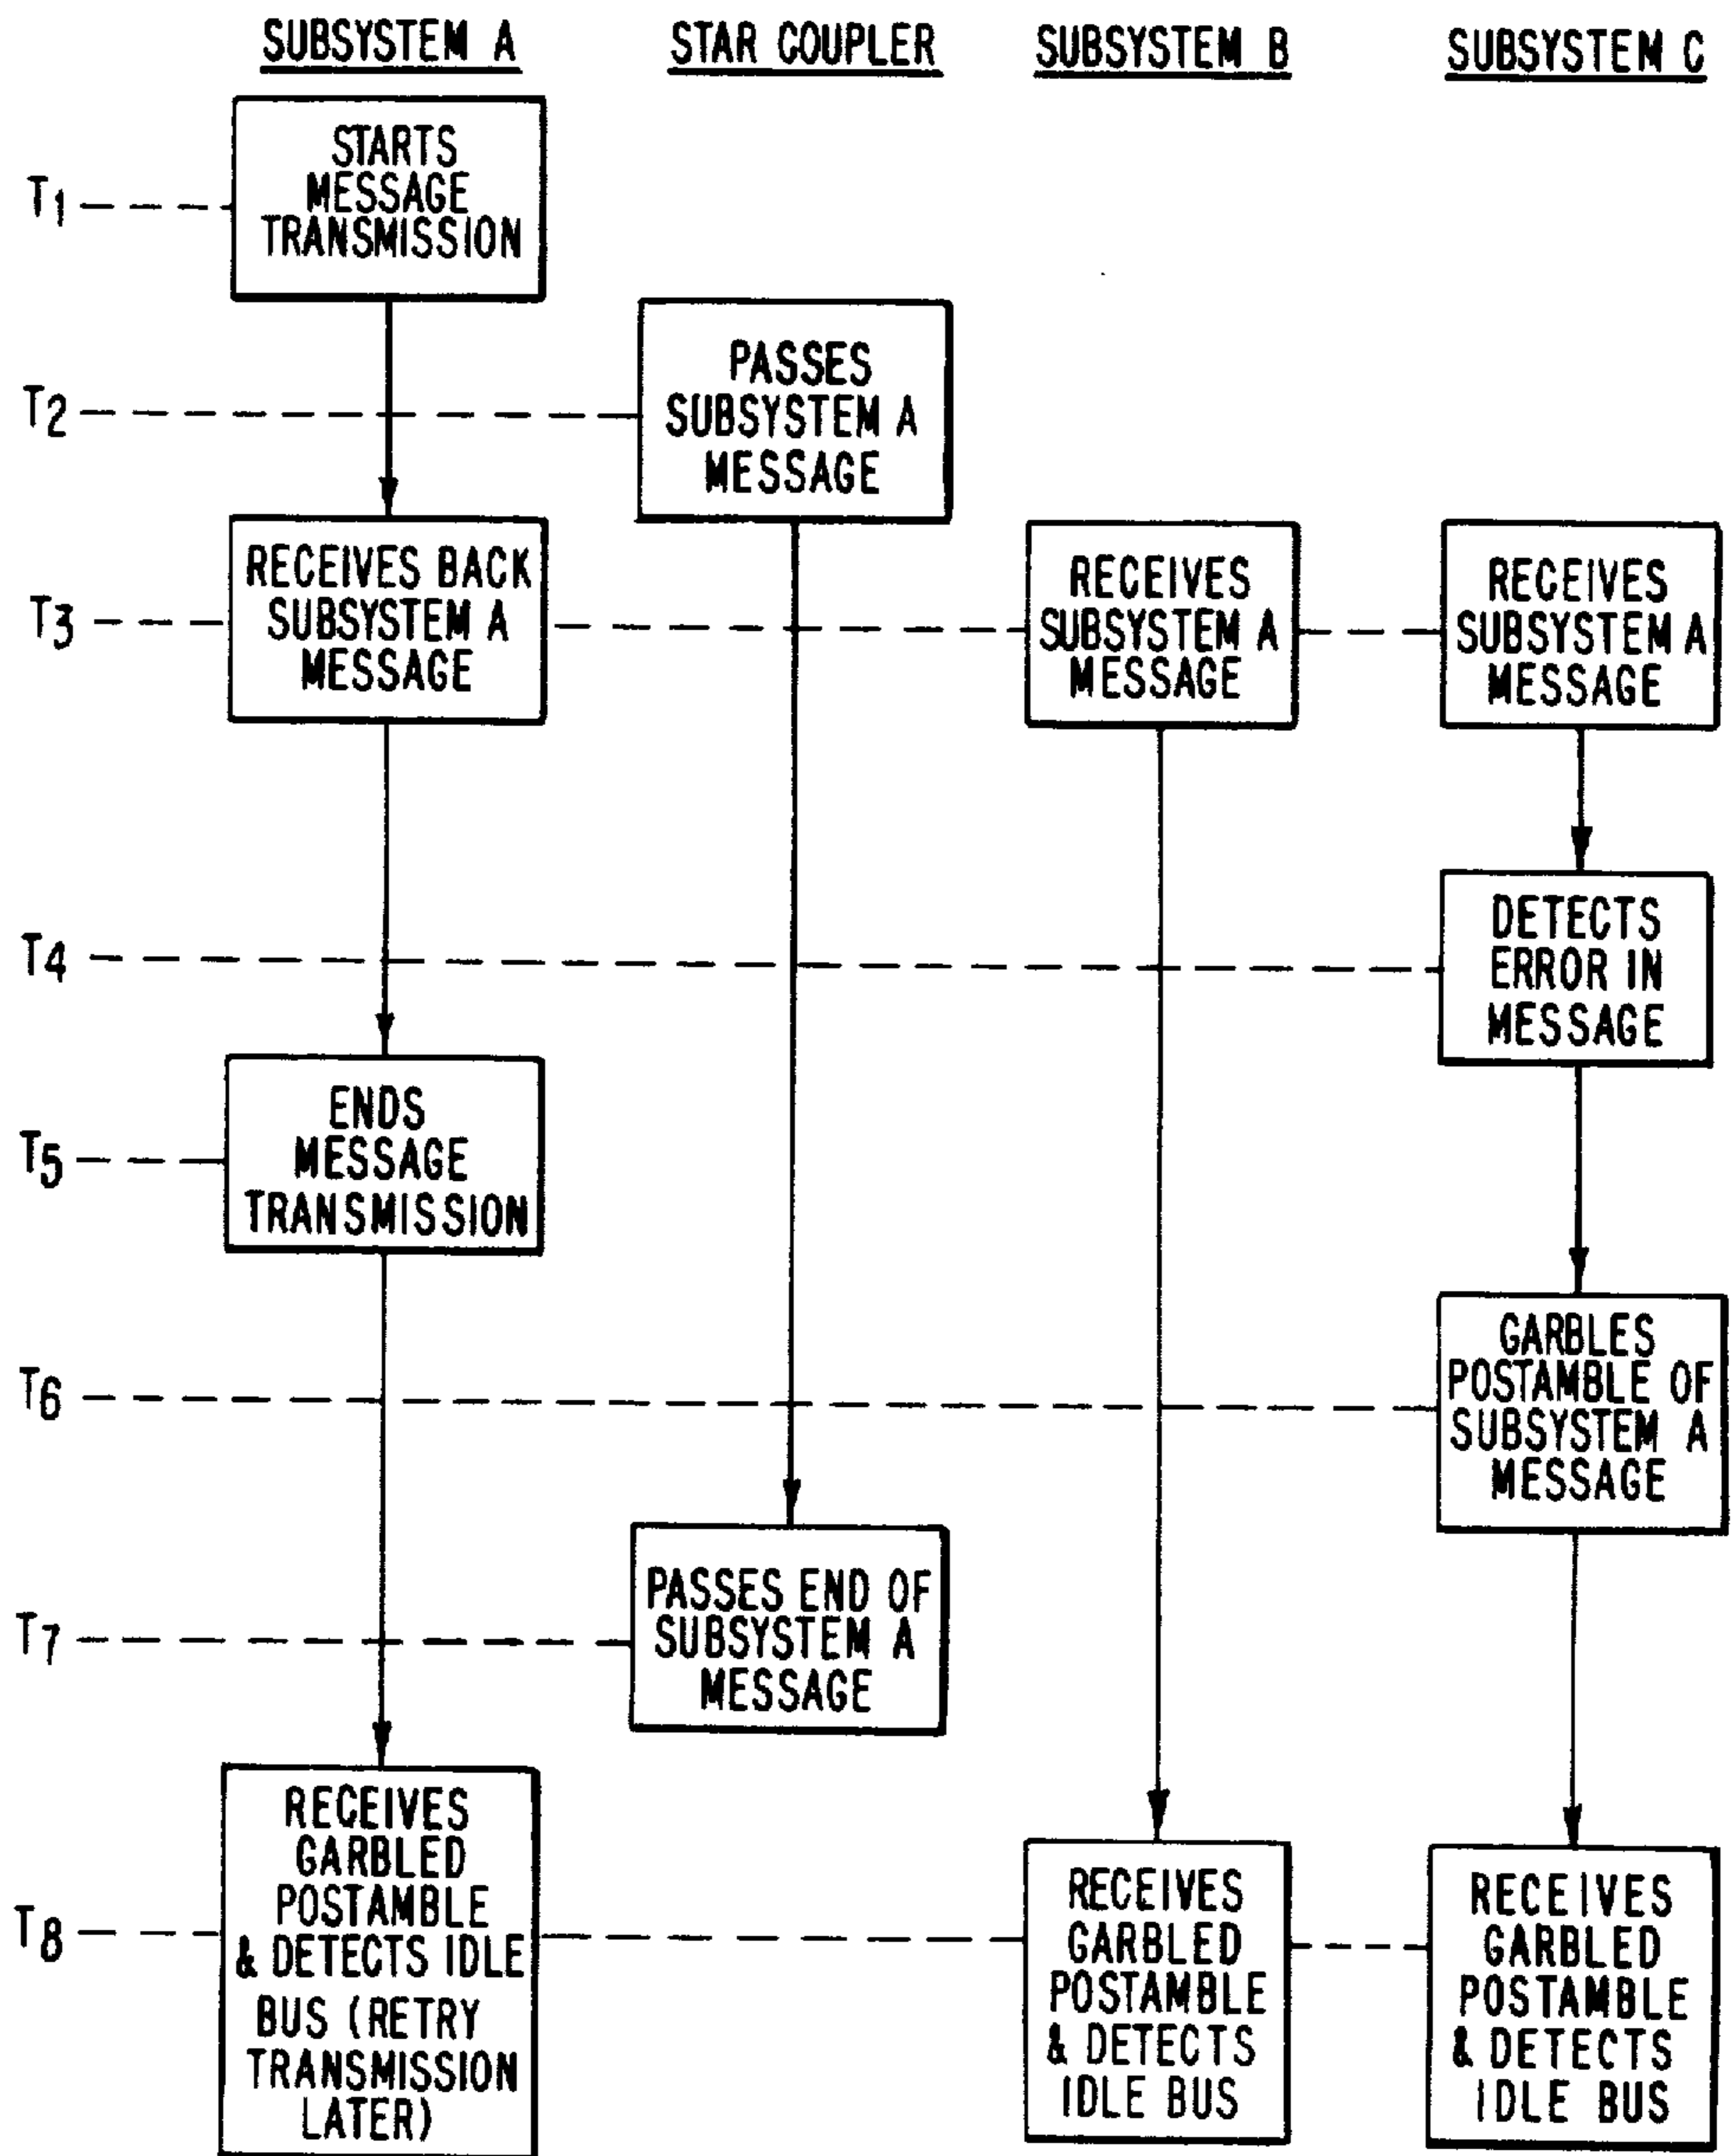 SUBSYSTEM A STAR COUPLER SUBSYSTEM B SUBSYSTEM C
T1
STARTS
MESSAGE
TRANSMISSION
T2
PASSES
SUBSYSTEM A
MESSAGE
T3
RECEIVES BACK
SUBSYSTEM A
MESSAGE
RECEIVES
SUBSYSTEM A
MESSAGE
RECEIVES
SUBSYSTEM A
MESSAGE
T4
DETECTS
ERROR IN
MESSAGE
T5
ENDS
MESSAGE
TRANSMISSION
T6
GARBLES
POSTAMBLE OF
SUBSYSTEM A
MESSAGE
T7
PASSES END OF
SUBSYSTEM A
MESSAGE
T8
RECEIVES
GARBLED
POSTAMBLE
& DETECTS IDLE
BUS (RETRY
TRANSMISSION
LATER)
RECEIVES
GARBLED
POSTAMBLE
& DETECTS
IDLE BUS
RECEIVES
GARBLED
POSTAMBLE
& DETECTS
IDLE BUS